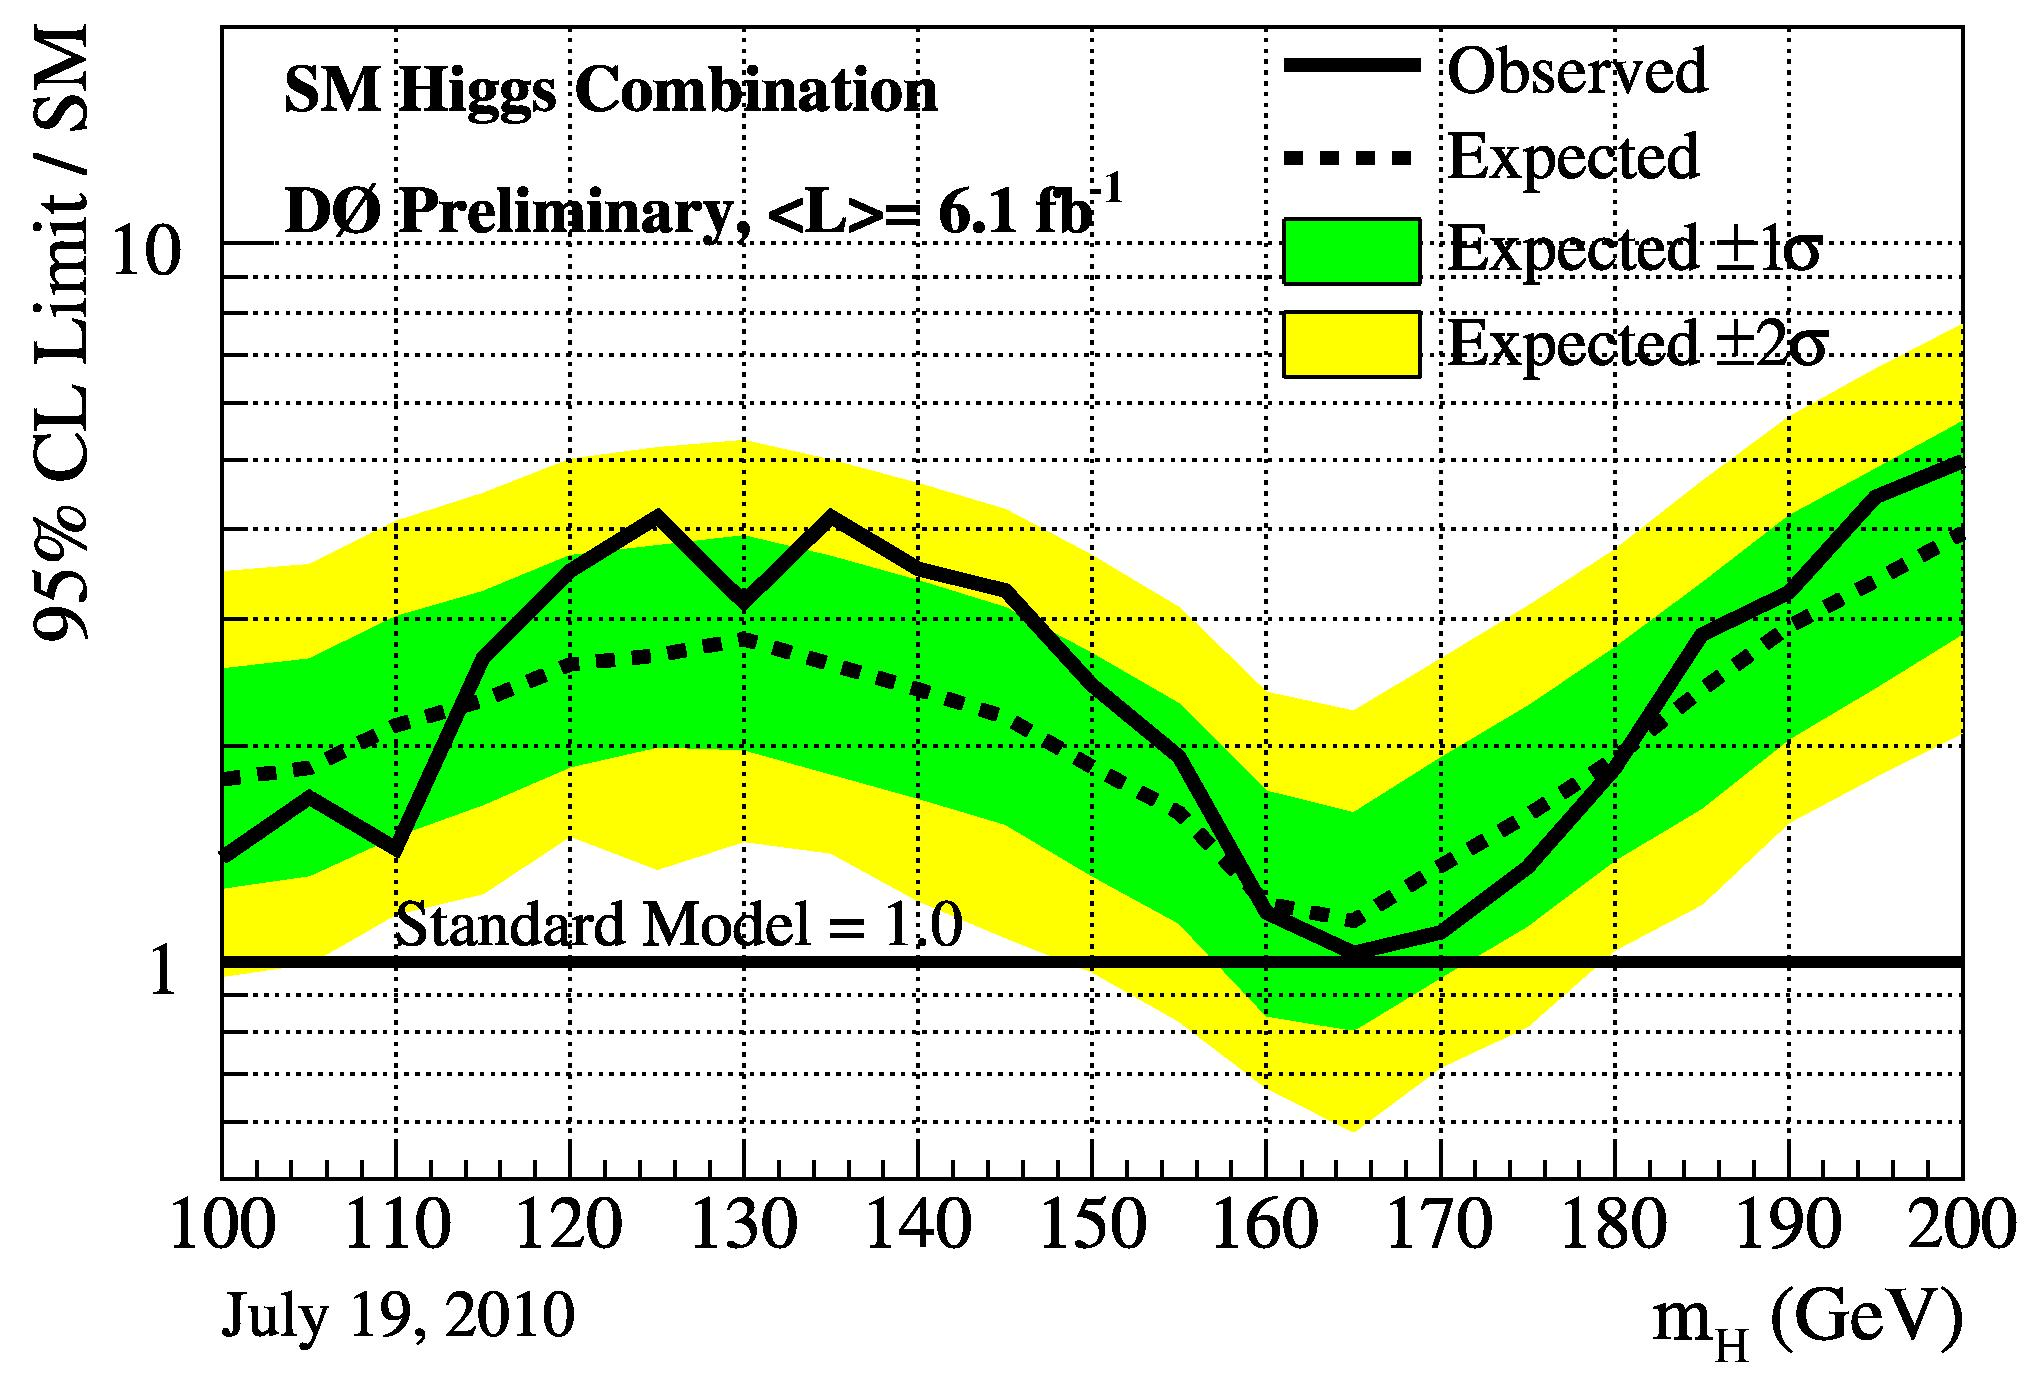 95% CL Limit / SM
SM Higgs Combination
DØ Preliminary, <L>= 6.1 fb⁻¹
Observed
Expected
Expected ±1σ
Expected ±2σ
10
1
Standard Model = 1.0
100 110 120 130 140 150 160 170 180 190 200
July 19, 2010
m_H (GeV)